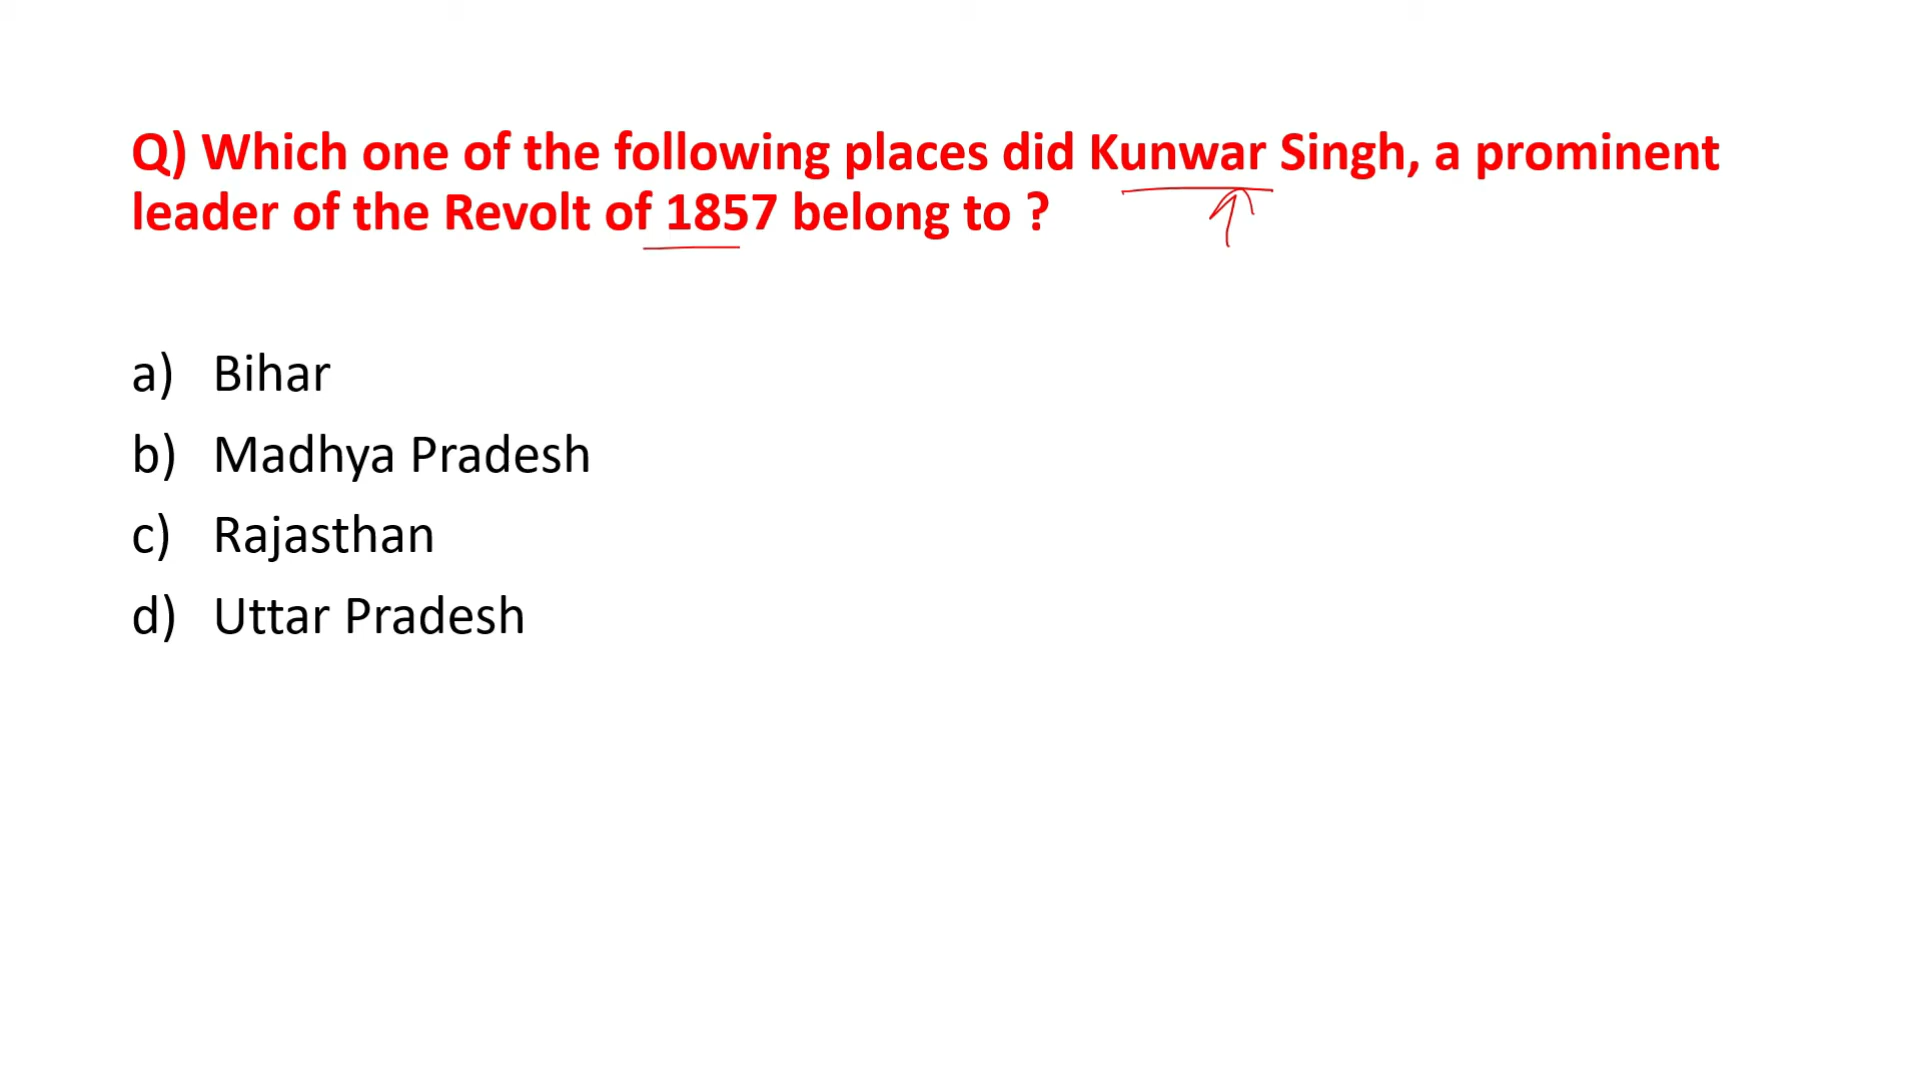 Q) Which one of the following places did Kunwar Singh, a prominent
leader of the Revolt of 1857 belong to ?
a) Bihar
b) Madhya Pradesh
c) Rajasthan
d) Uttar Pradesh